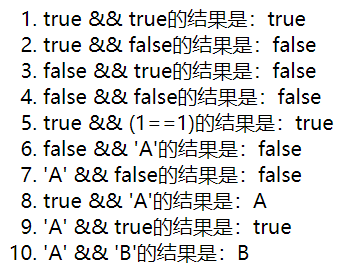 1. true && true的结果是：true
2. true && false的结果是：false
3. false && true的结果是：false
4. false && false的结果是：false
5. true && (1==1)的结果是：true
6. false && 'A'的结果是：false
7. 'A' && false的结果是：false
8. true && 'A'的结果是：A
9. 'A' && true的结果是：true
10. 'A' && 'B'的结果是：B